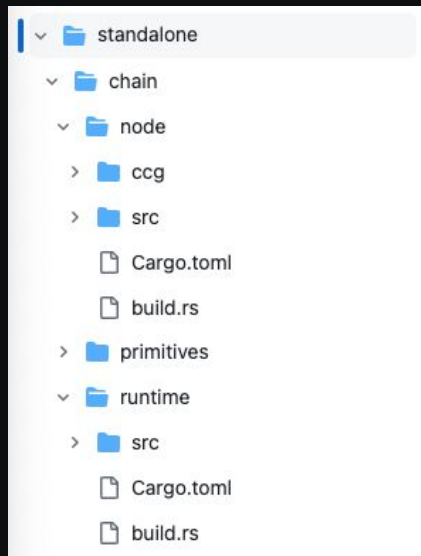 standalone
chain
node
ccg
src
Cargo.toml
build.rs
primitives
runtime
src
Cargo.toml
build.rs